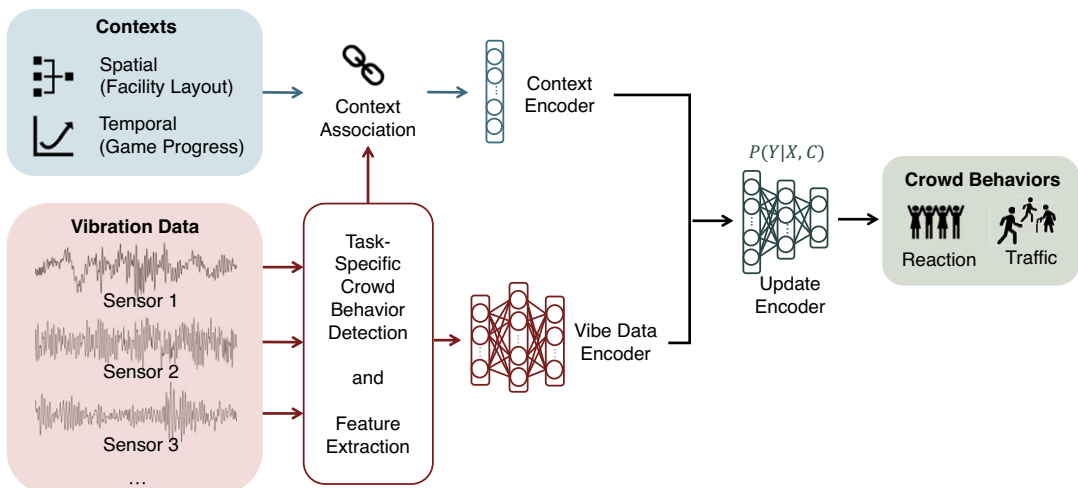 Contexts
Spatial
(Facility Layout)
Temporal
(Game Progress)
Context
Association
Context
Encoder
Vibration Data
Sensor 1
Sensor 2
Sensor 3
...
Task-
Specific
Crowd
Behavior
Detection
and
Feature
Extraction
Vibe Data
Encoder
P(Y|X, C)
Update
Encoder
Crowd Behaviors
Reaction
Traffic